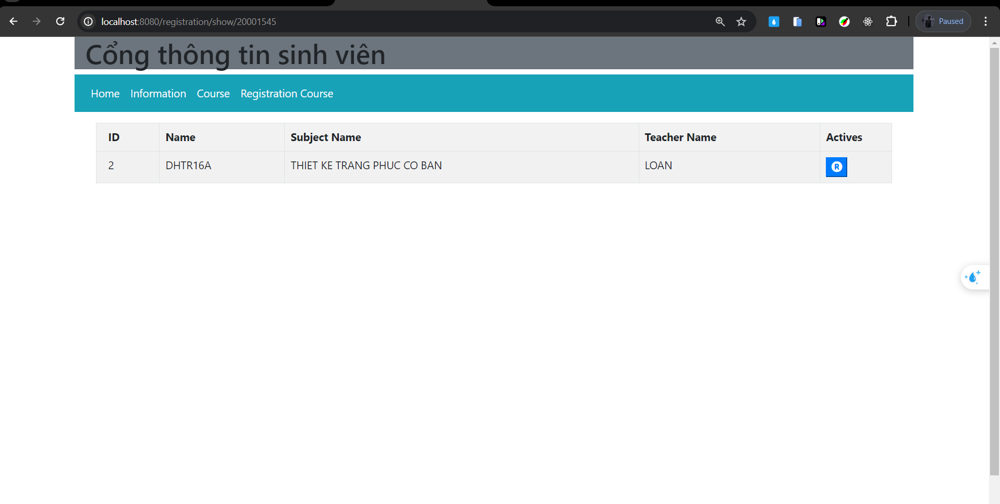 localhost:8080/registration/show/20001545
Paused
Cổng thông tin sinh viên
Home Information Course Registration Course
ID Name Subject Name Teacher Name Actives
2 DHTR16A THIET KE TRANG PHUC CO BAN LOAN R